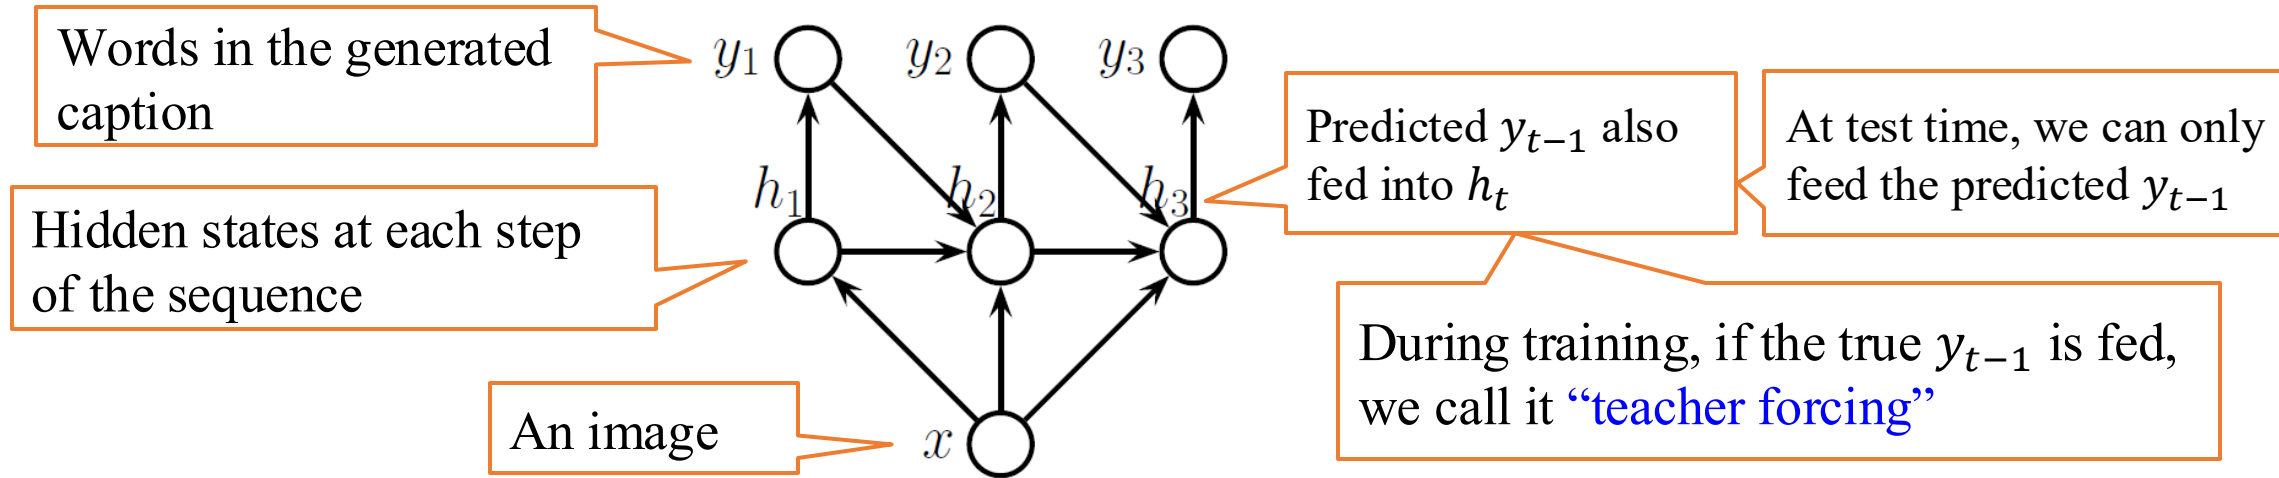 Words in the generated
caption
y₁
y₂
y₃
Predicted yₜ₋₁ also
fed into hₜ
At test time, we can only
feed the predicted yₜ₋₁
h₁
h₂
h₃
Hidden states at each step
of the sequence
During training, if the true yₜ₋₁ is fed,
we call it “teacher forcing”
An image
x